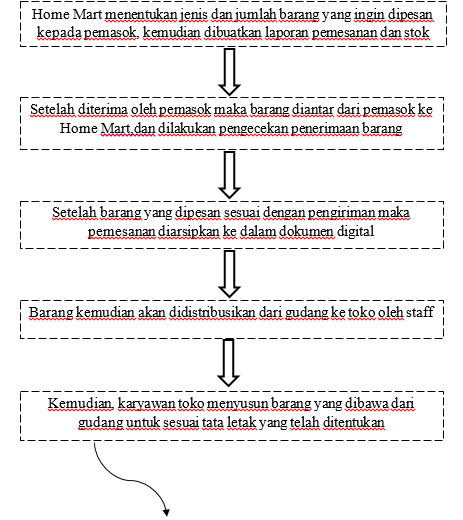 Home Mart menentukan jenis dan jumlah barang yang ingin dipesan
kepada pemasok, kemudian dibuatkan laporan pemesanan dan stok
Setelah diterima oleh pemasok maka barang diantar dari pemasok ke
Home Mart,dan dilakukan pengecekan penerimaan barang
Setelah barang yang dipesan sesuai dengan pengiriman maka
pemesanan diarsipkan ke dalam dokumen digital
Barang kemudian akan didistribusikan dari gudang ke toko oleh staff
Kemudian, karyawan toko menyusun barang yang dibawa dari
gudang untuk sesuai tata letak yang telah ditentukan